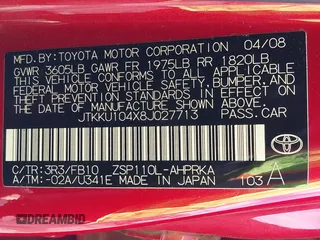 MFD. BY: TOYOTA MOTOR CORPORATION 04/08
GVWR 3605LB GAWR FR 1975LB RR 1820LB
THIS VEHICLE CONFORMS TO ALL APPLICABLE
FEDERAL MOTOR VEHICLE SAFETY, BUMPER, AND
THEFT PREVENTION STANDARDS IN EFFECT ON
THE DATE OF MANUFACTURE SHOWN ABOVE.
JTKKU104X8J027713 PASS.CAR
C/TR: 3R3/FB10 ZSP110L-AHPRKA
A/TM: -02A/U341E MADE IN JAPAN 103 A
TOYOTA
DREAMBID